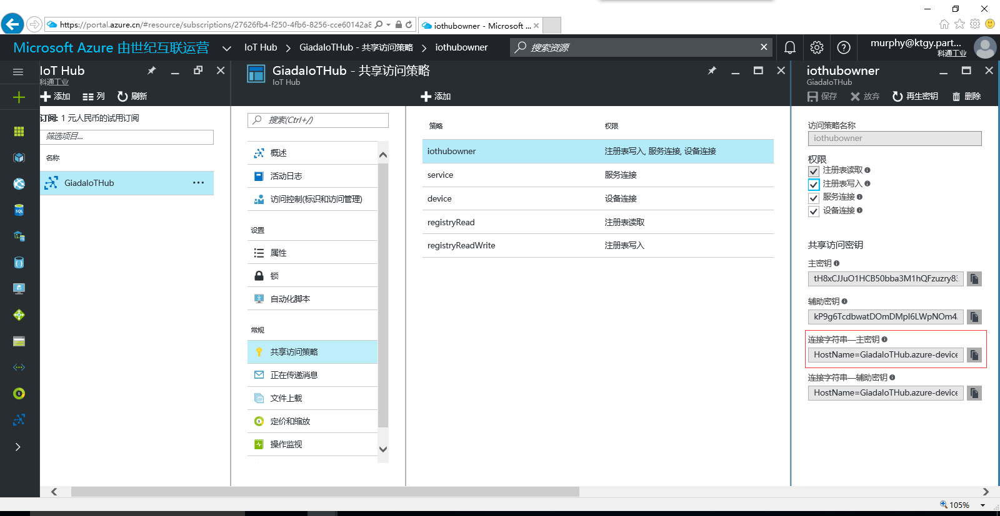 https://portal.azure.cn/#resource/subscriptions/27626fb4-f250-4fb6-8256-cce60142a8
iothubowner - Microsoft ...
Microsoft Azure 由世纪互联运营
IoT Hub
GiadaIoTHub - 共享访问策略
iothubowner
搜索资源
murphy@ktgy.part...
科通工业
IoT Hub
科通工业
添加
列
刷新
订阅: 1 元人民币的试用订阅
筛选项目...
名称
GiadaIoTHub
GiadaIoTHub - 共享访问策略
IoT Hub
添加
搜索(Ctrl+/)
概述
活动日志
访问控制(标识和访问管理)
设置
属性
锁
自动化脚本
常规
共享访问策略
正在传递消息
文件上载
定价和缩放
操作监视
策略 权限
iothubowner 注册表写入, 服务连接, 设备连接
service 服务连接
device 设备连接
registryRead 注册表读取
registryReadWrite 注册表写入
iothubowner
GiadaIoTHub
保存
放弃
再生密钥
删除
访问策略名称
iothubowner
权限
注册表读取
注册表写入
服务连接
设备连接
共享访问密钥
主密钥
tH8xCJJuO1HCB50bba3M1hQFzuzry83
辅助密钥
kP9g6TcdbwatDOmDMpI6LWpNOm4
连接字符串—主密钥
HostName=GiadaIoTHub.azure-device
连接字符串—辅助密钥
HostName=GiadaIoTHub.azure-device
105%